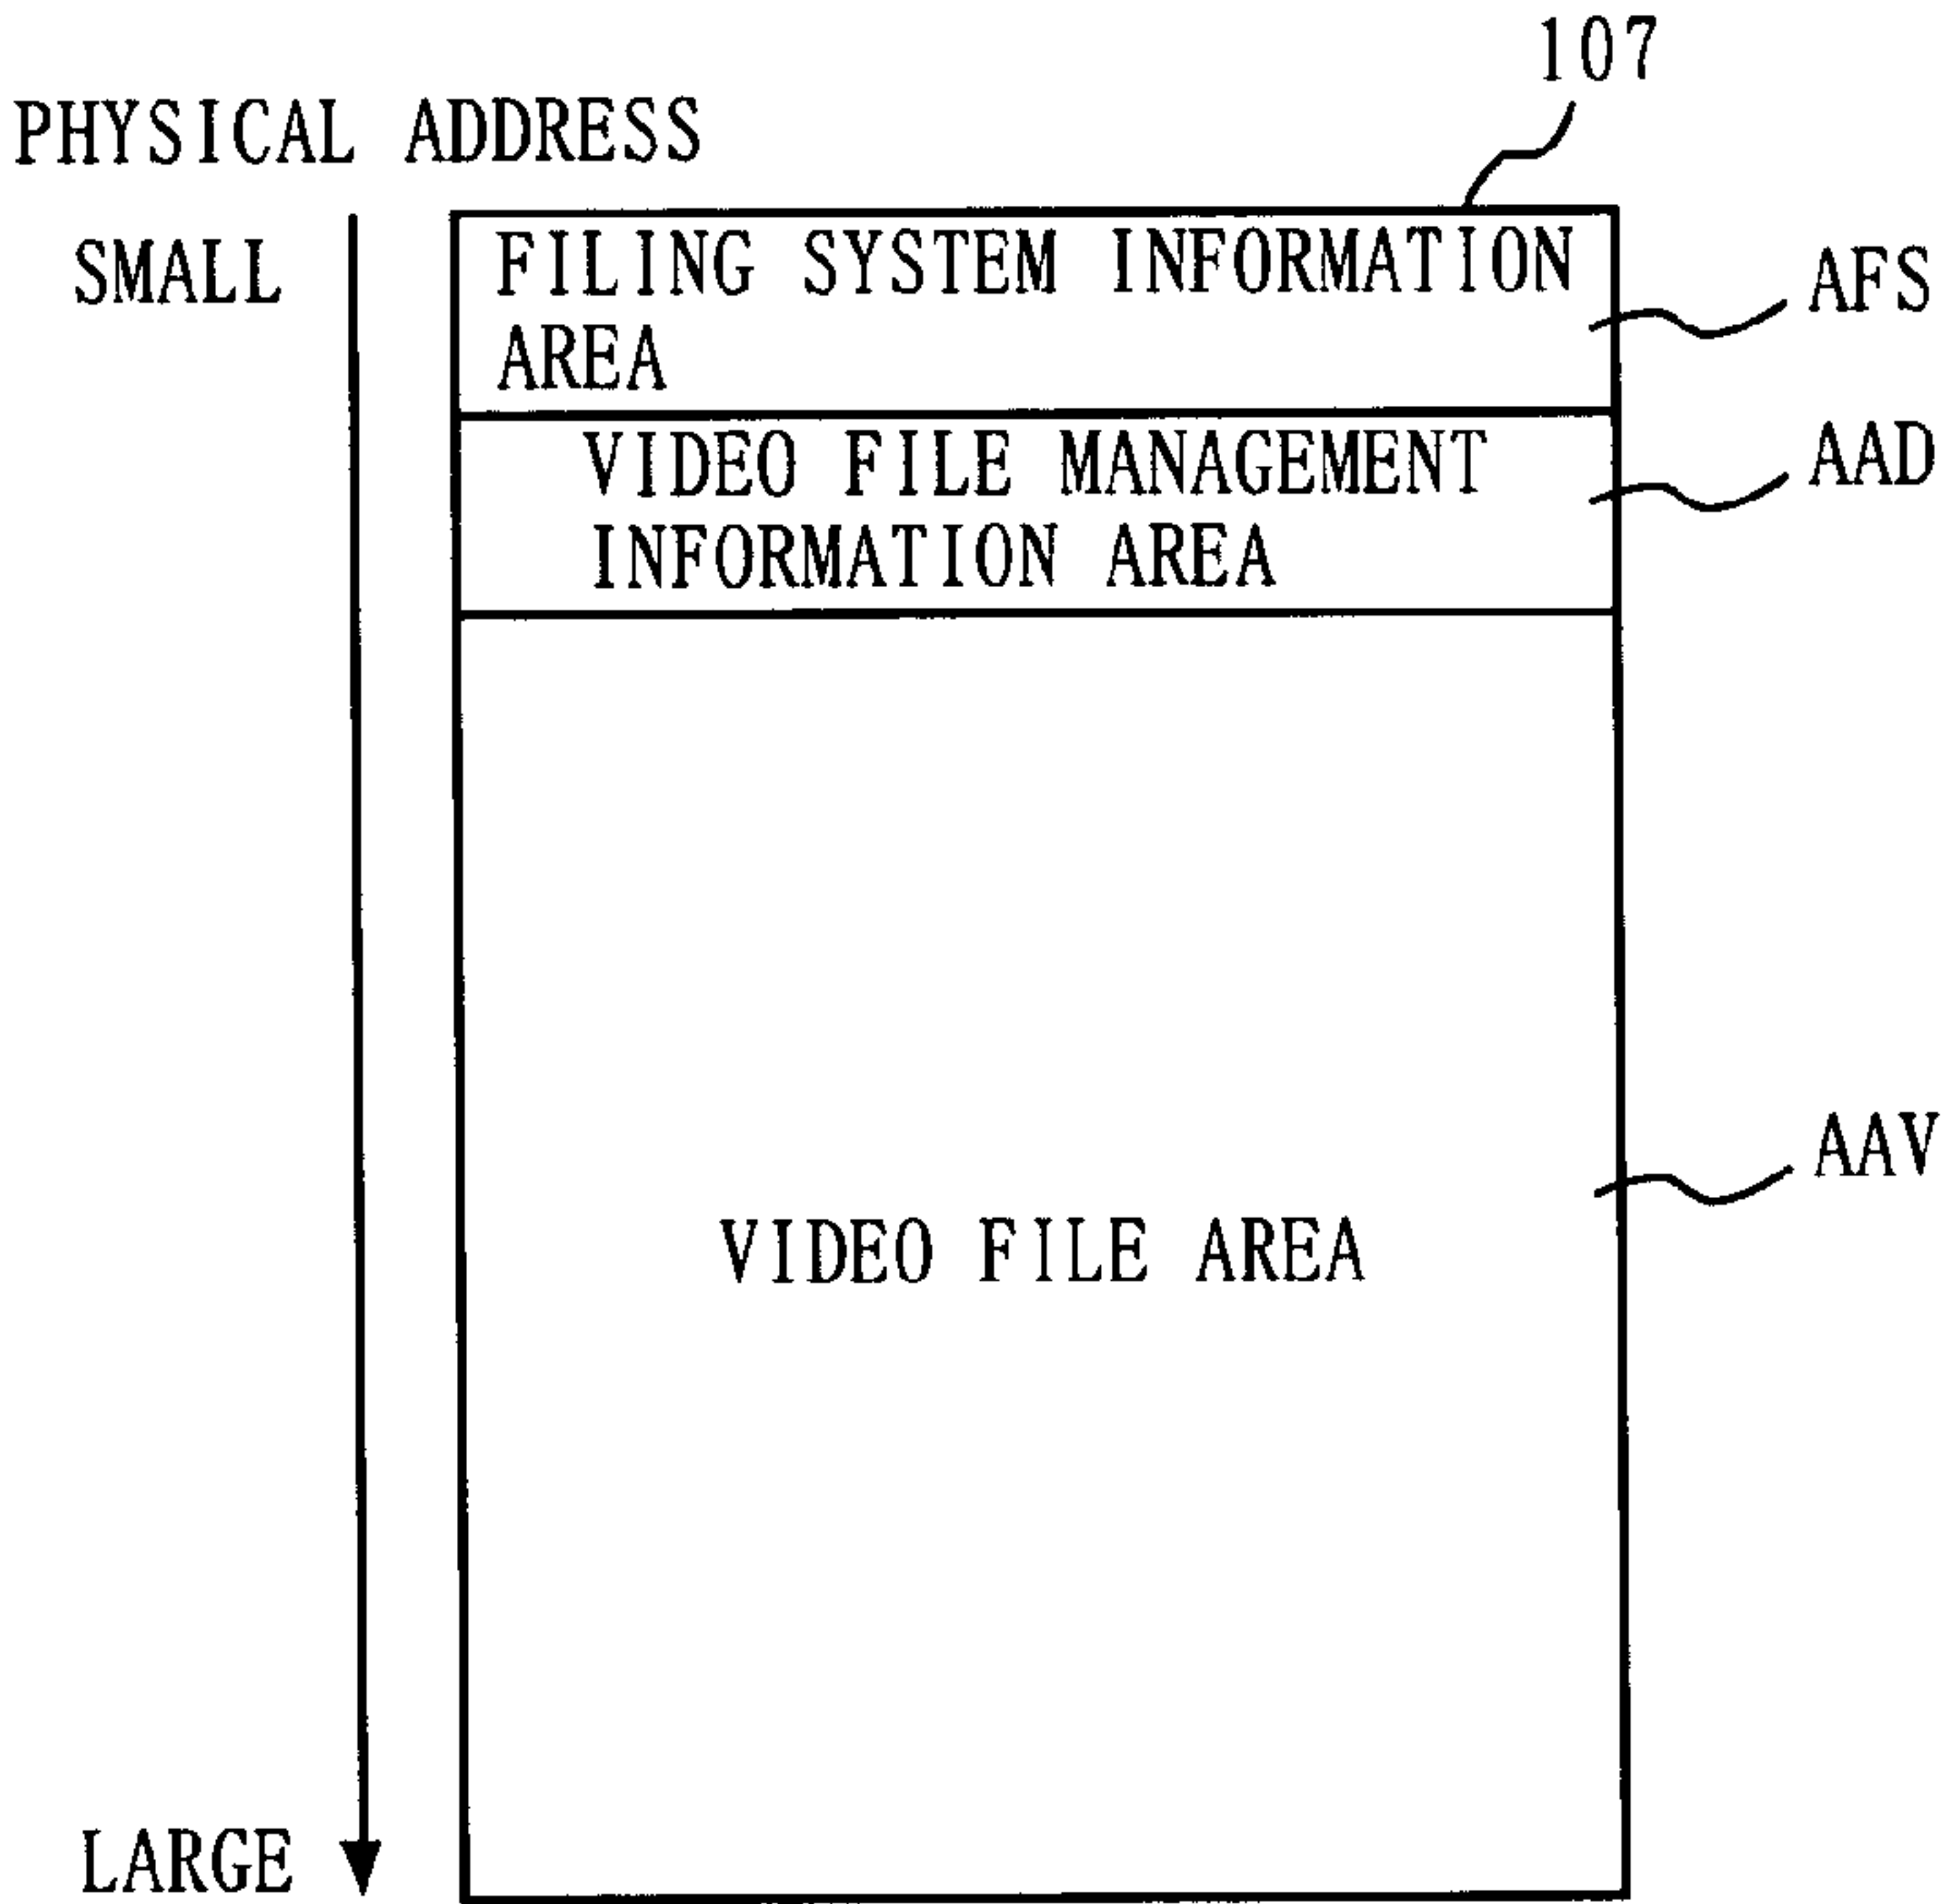 107
PHYSICAL ADDRESS
SMALL
FILING SYSTEM INFORMATION
AREA
AFS
VIDEO FILE MANAGEMENT
INFORMATION AREA
AAD
AAV
VIDEO FILE AREA
LARGE